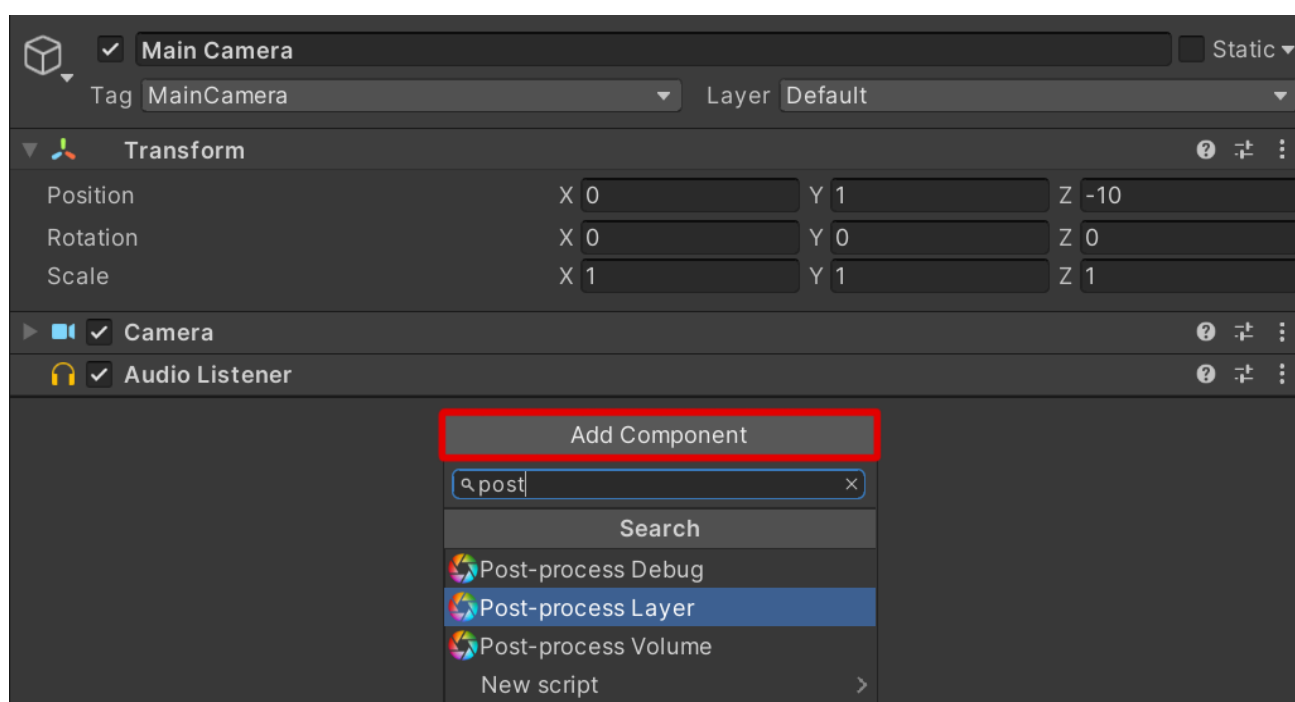 Main Camera Static
Tag MainCamera Layer Default
Transform
Position X 0 Y 1 Z -10
Rotation X 0 Y 0 Z 0
Scale X 1 Y 1 Z 1
Camera
Audio Listener
Add Component
post
Search
Post-process Debug
Post-process Layer
Post-process Volume
New script